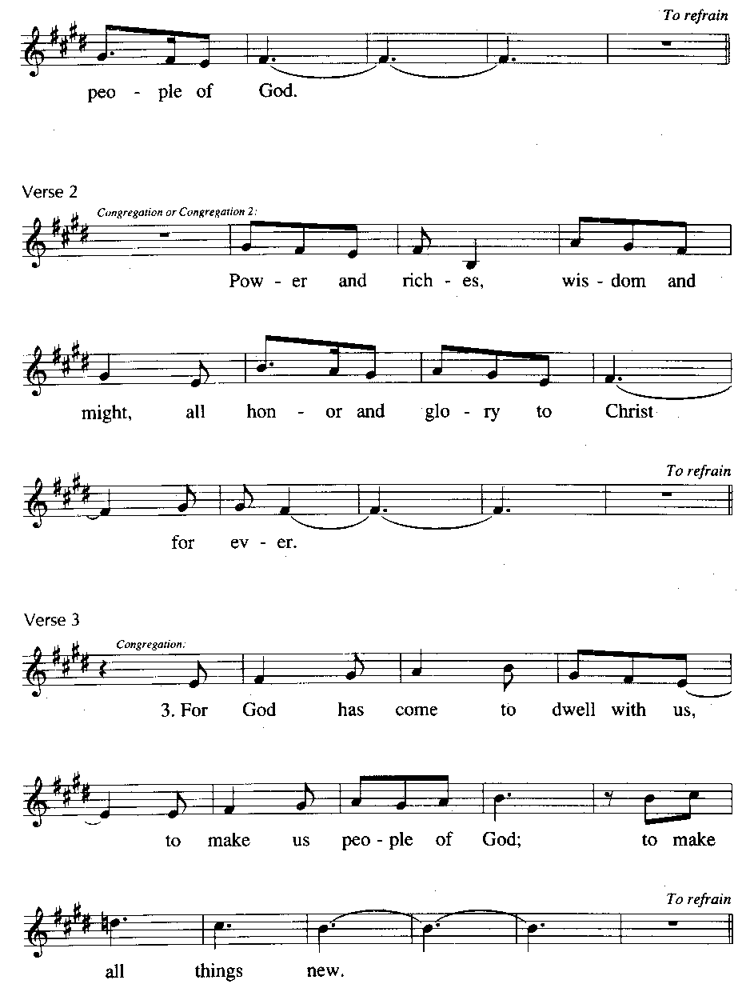 To refrain
peo - ple of God.
Verse 2
Congregation or Congregation 2:
Pow - er and rich - es, wis - dom and
might, all hon - or and glo - ry to Christ
To refrain
for ev - er.
Verse 3
Congregation:
3. For God has come to dwell with us,
to make us peo - ple of God; to make
To refrain
all things new.